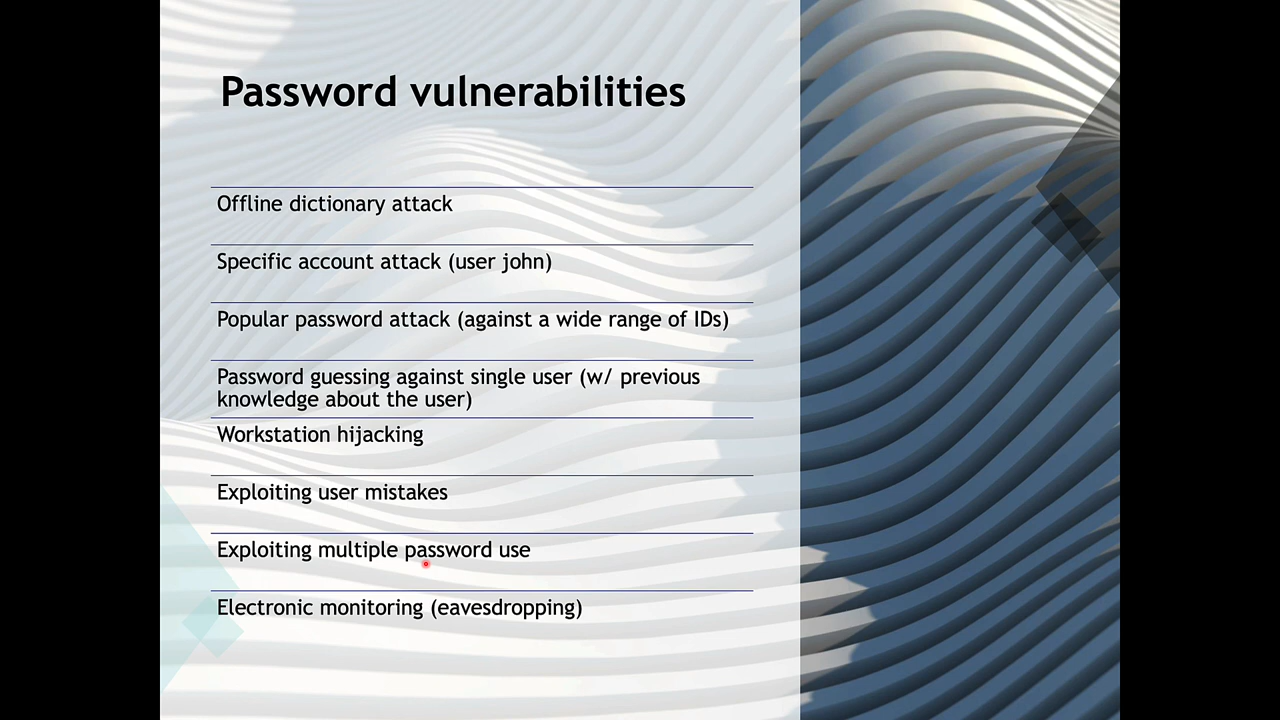 Password vulnerabilities
Offline dictionary attack
Specific account attack (user john)
Popular password attack (against a wide range of IDs)
Password guessing against single user (w/ previous
knowledge about the user)
Workstation hijacking
Exploiting user mistakes
Exploiting multiple password use
Electronic monitoring (eavesdropping)